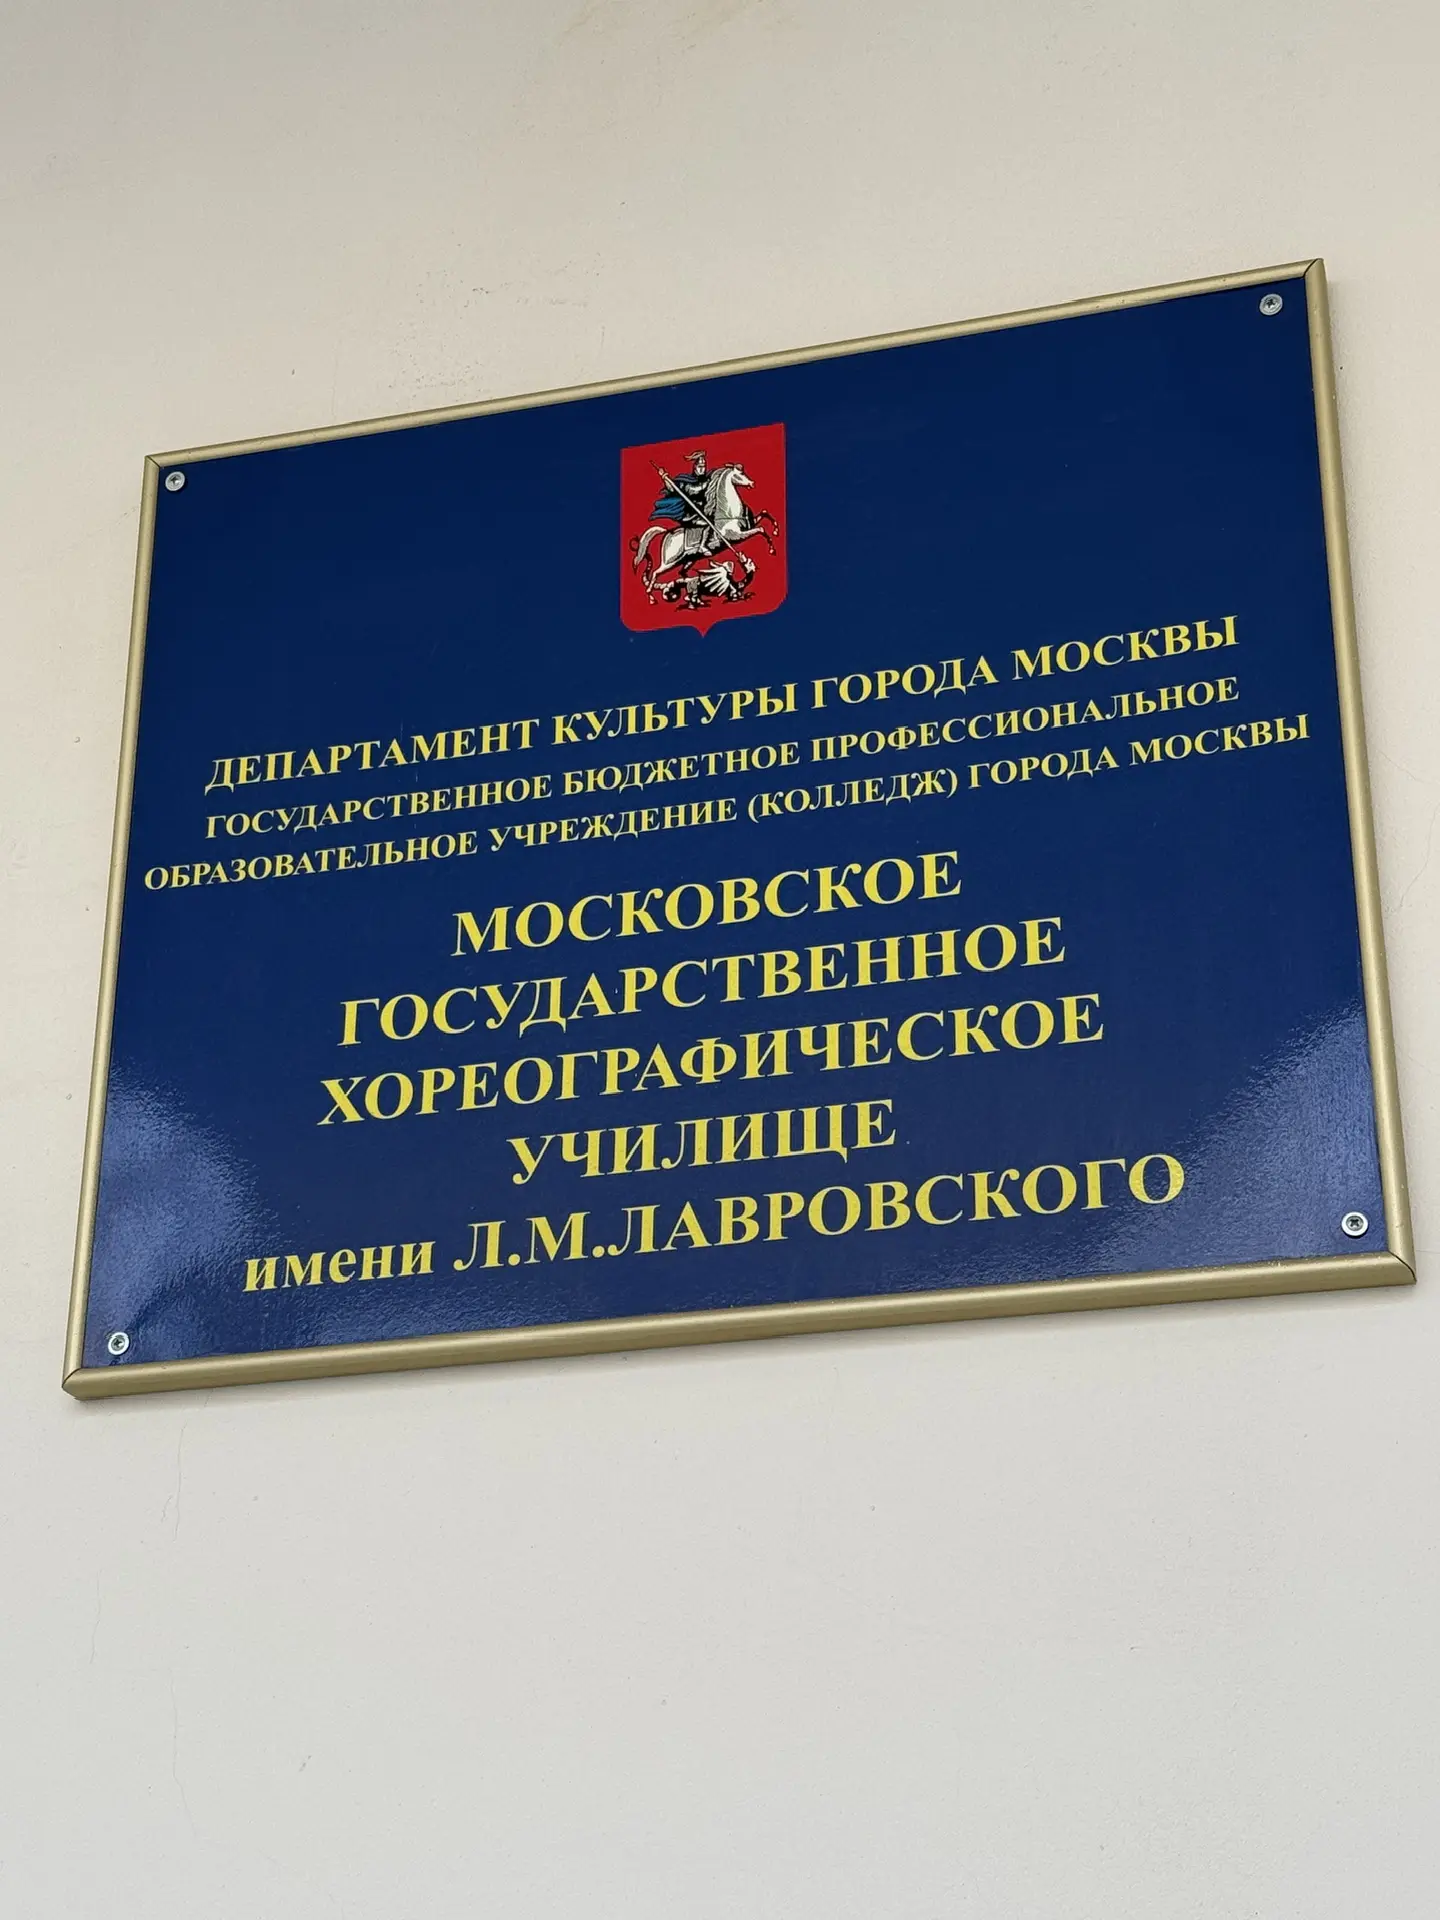 ДЕПАРТАМЕНТ КУЛЬТУРЫ ГОРОДА МОСКВЫ
ГОСУДАРСТВЕННОЕ БЮДЖЕТНОЕ ПРОФЕССИОНАЛЬНОЕ
ОБРАЗОВАТЕЛЬНОЕ УЧРЕЖДЕНИЕ (КОЛЛЕДЖ) ГОРОДА МОСКВЫ
МОСКОВСКОЕ
ГОСУДАРСТВЕННОЕ
ХОРЕОГРАФИЧЕСКОЕ
УЧИЛИЩЕ
имени Л.М.ЛАВРОВСКОГО